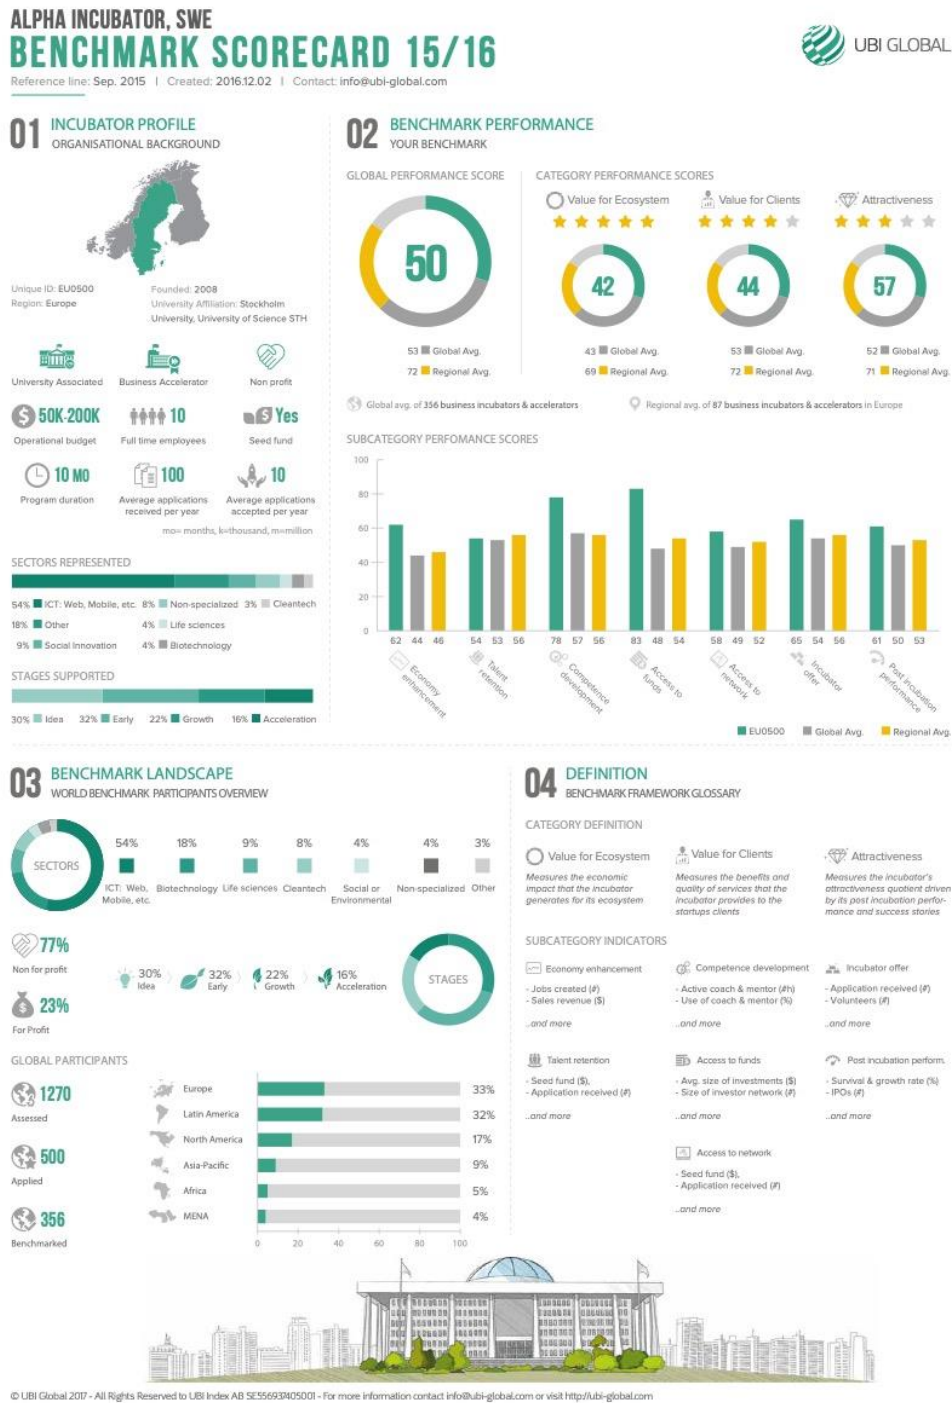 ALPHA INCUBATOR, SWE
BENCHMARK SCORECARD 15/16
Reference line: Sep. 2015 | Created: 2016.12.02 | Contact: info@ubi-global.com
UBI GLOBAL
01 INCUBATOR PROFILE
ORGANISATIONAL BACKGROUND
Unique ID: EU0500
Region: Europe
Founded: 2008
University Affiliation: Stockholm
University, University of Science STH
University Associated
Business Accelerator
Non profit
50K-200K
Operational budget
10
Full time employees
Yes
Seed fund
10 MO
Program duration
100
Average applications
received per year
10
Average applications
accepted per year
mo= months, k=thousand, m=million
SECTORS REPRESENTED
54% ICT: Web, Mobile, etc. 8% Non-specialized 3% Cleantech
18% Other 4% Life sciences
9% Social Innovation 4% Biotechnology
STAGES SUPPORTED
30% Idea 32% Early 22% Growth 16% Acceleration
02 BENCHMARK PERFORMANCE
YOUR BENCHMARK
GLOBAL PERFORMANCE SCORE
50
53 Global Avg.
72 Regional Avg.
CATEGORY PERFORMANCE SCORES
Value for Ecosystem
42
43 Global Avg.
69 Regional Avg.
Value for Clients
44
53 Global Avg.
72 Regional Avg.
Attractiveness
57
52 Global Avg.
71 Regional Avg.
Global avg. of 356 business incubators & accelerators
Regional avg. of 87 business incubators & accelerators in Europe
SUBCATEGORY PERFOMANCE SCORES
100
80
60
40
20
0
62 44 46
54 53 56
78 57 56
83 48 54
58 49 52
65 54 56
61 50 53
Economy
enhancement
Talent
retention
Competence
development
Access to
funds
Access to
network
Incubator
offer
Post incubation
performance
EU0500 Global Avg. Regional Avg.
03 BENCHMARK LANDSCAPE
WORLD BENCHMARK PARTICIPANTS OVERVIEW
SECTORS
54%
ICT: Web,
Mobile, etc.
18%
Biotechnology
9%
Life sciences
8%
Cleantech
4%
Social or
Environmental
4%
Non-specialized
3%
Other
77%
Non for profit
23%
For Profit
30%
Idea
32%
Early
22%
Growth
16%
Acceleration
STAGES
GLOBAL PARTICIPANTS
1270
Assessed
500
Applied
356
Benchmarked
Europe 33%
Latin America 32%
North America 17%
Asia-Pacific 9%
Africa 5%
MENA 4%
0 20 40 60 80 100
04 DEFINITION
BENCHMARK FRAMEWORK GLOSSARY
CATEGORY DEFINITION
Value for Ecosystem
Measures the economic
impact that the incubator
generates for its ecosystem
Value for Clients
Measures the benefits and
quality of services that the
incubator provides to the
startups clients
Attractiveness
Measures the incubator's
attractiveness quotient driven
by its post incubation perfor-
mance and success stories
SUBCATEGORY INDICATORS
Economy enhancement
- Jobs created (#)
- Sales revenue ($)
..and more
Competence development
- Active coach & mentor (#h)
- Use of coach & mentor (%)
..and more
Incubator offer
- Application received (#)
- Volunteers (#)
..and more
Talent retention
- Seed fund ($),
- Application received (#)
..and more
Access to funds
- Avg. size of investments ($)
- Size of investor network (#)
..and more
Post incubation perform.
- Survival & growth rate (%)
- IPOs (#)
..and more
Access to network
- Seed fund ($),
- Application received (#)
..and more
© UBI Global 2017 - All Rights Reserved to UBI Index AB SE556937405001 - For more information contact info@ubi-global.com or visit http://ubi-global.com